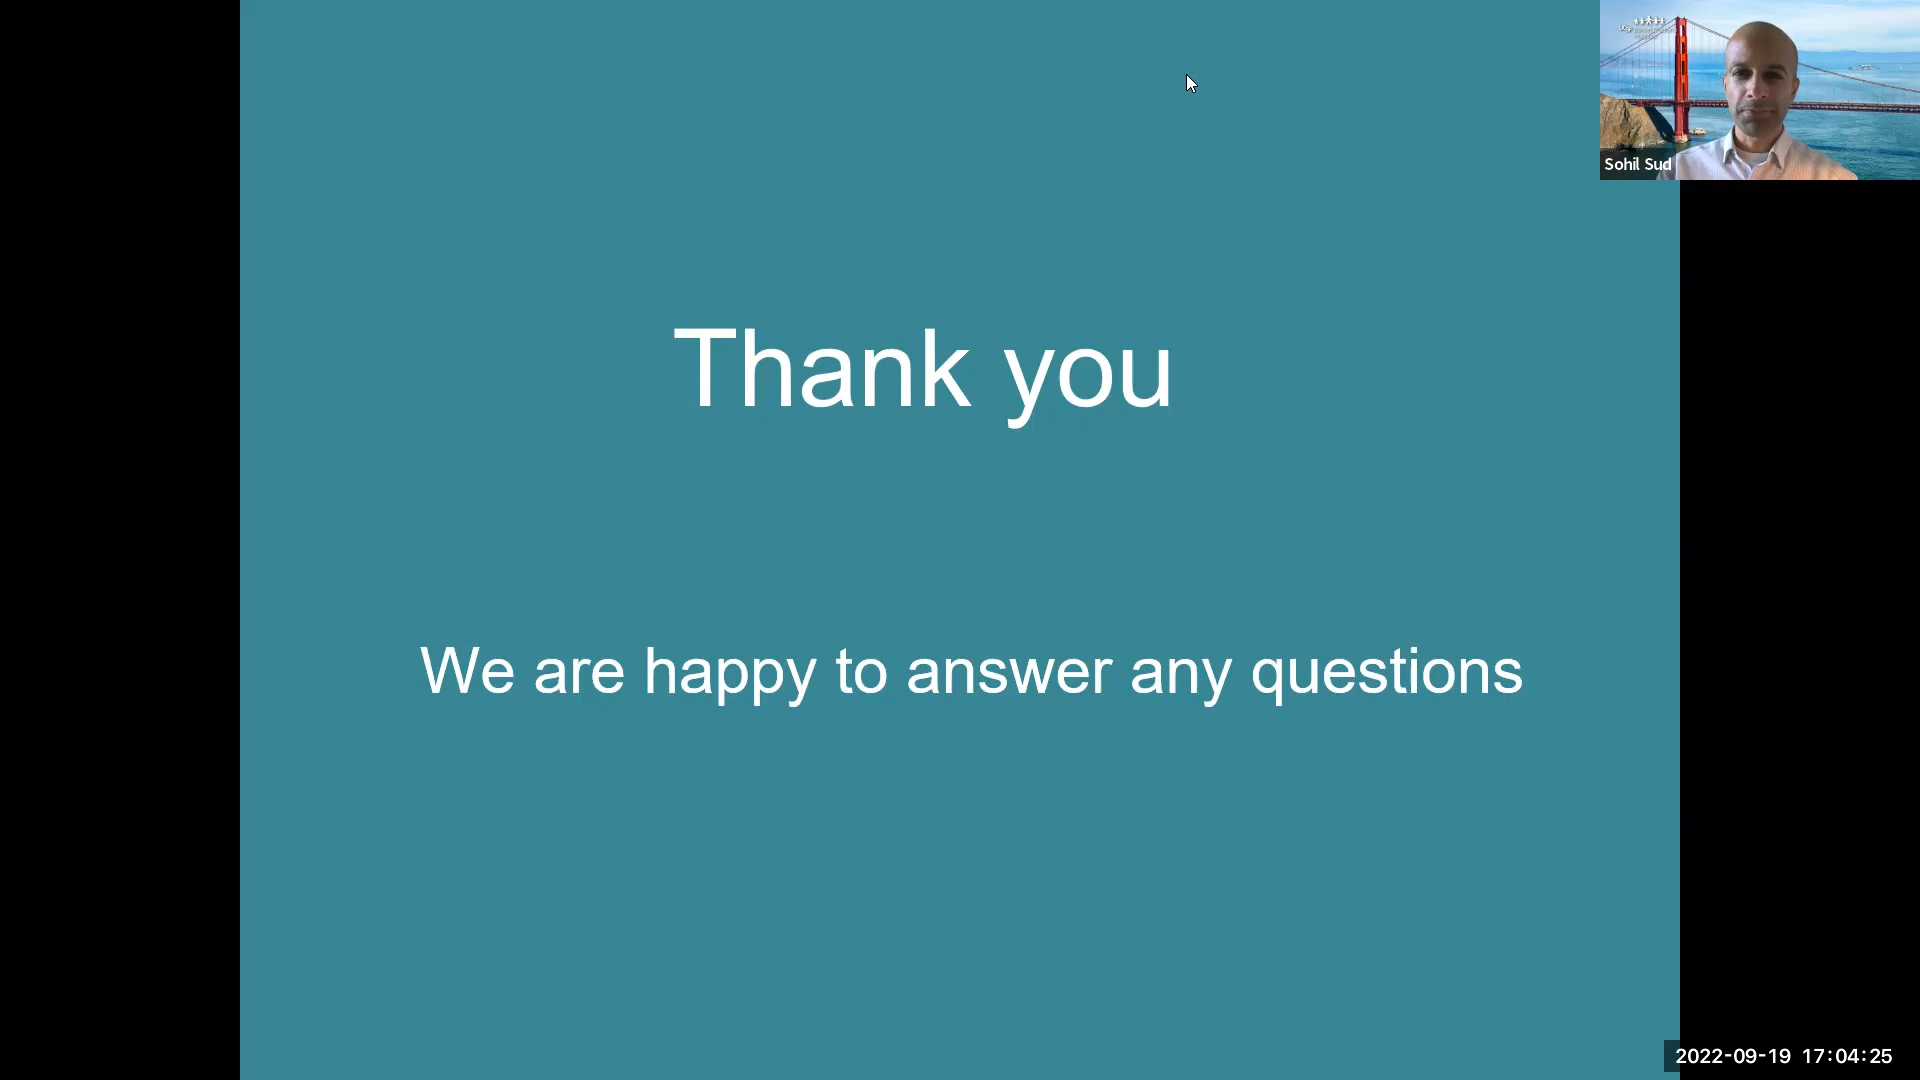 Thank you
We are happy to answer any questions
Sohil Sud
2022-09-19 17:04:25